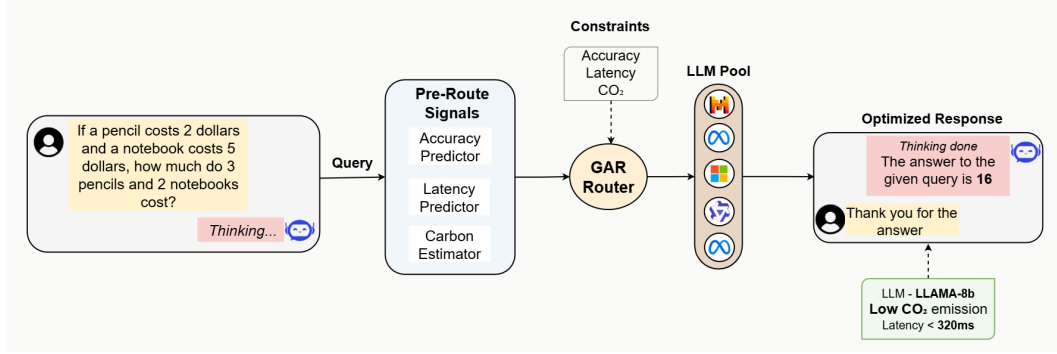 If a pencil costs 2 dollars
and a notebook costs 5
dollars, how much do 3
pencils and 2 notebooks
cost?
Thinking...
Query
Pre-Route
Signals
Accuracy
Predictor
Latency
Predictor
Carbon
Estimator
Constraints
Accuracy
Latency
CO₂
GAR
Router
LLM Pool
Optimized Response
Thinking done
The answer to the
given query is 16
Thank you for the
answer
LLM - LLAMA-8b
Low CO₂ emission
Latency < 320ms